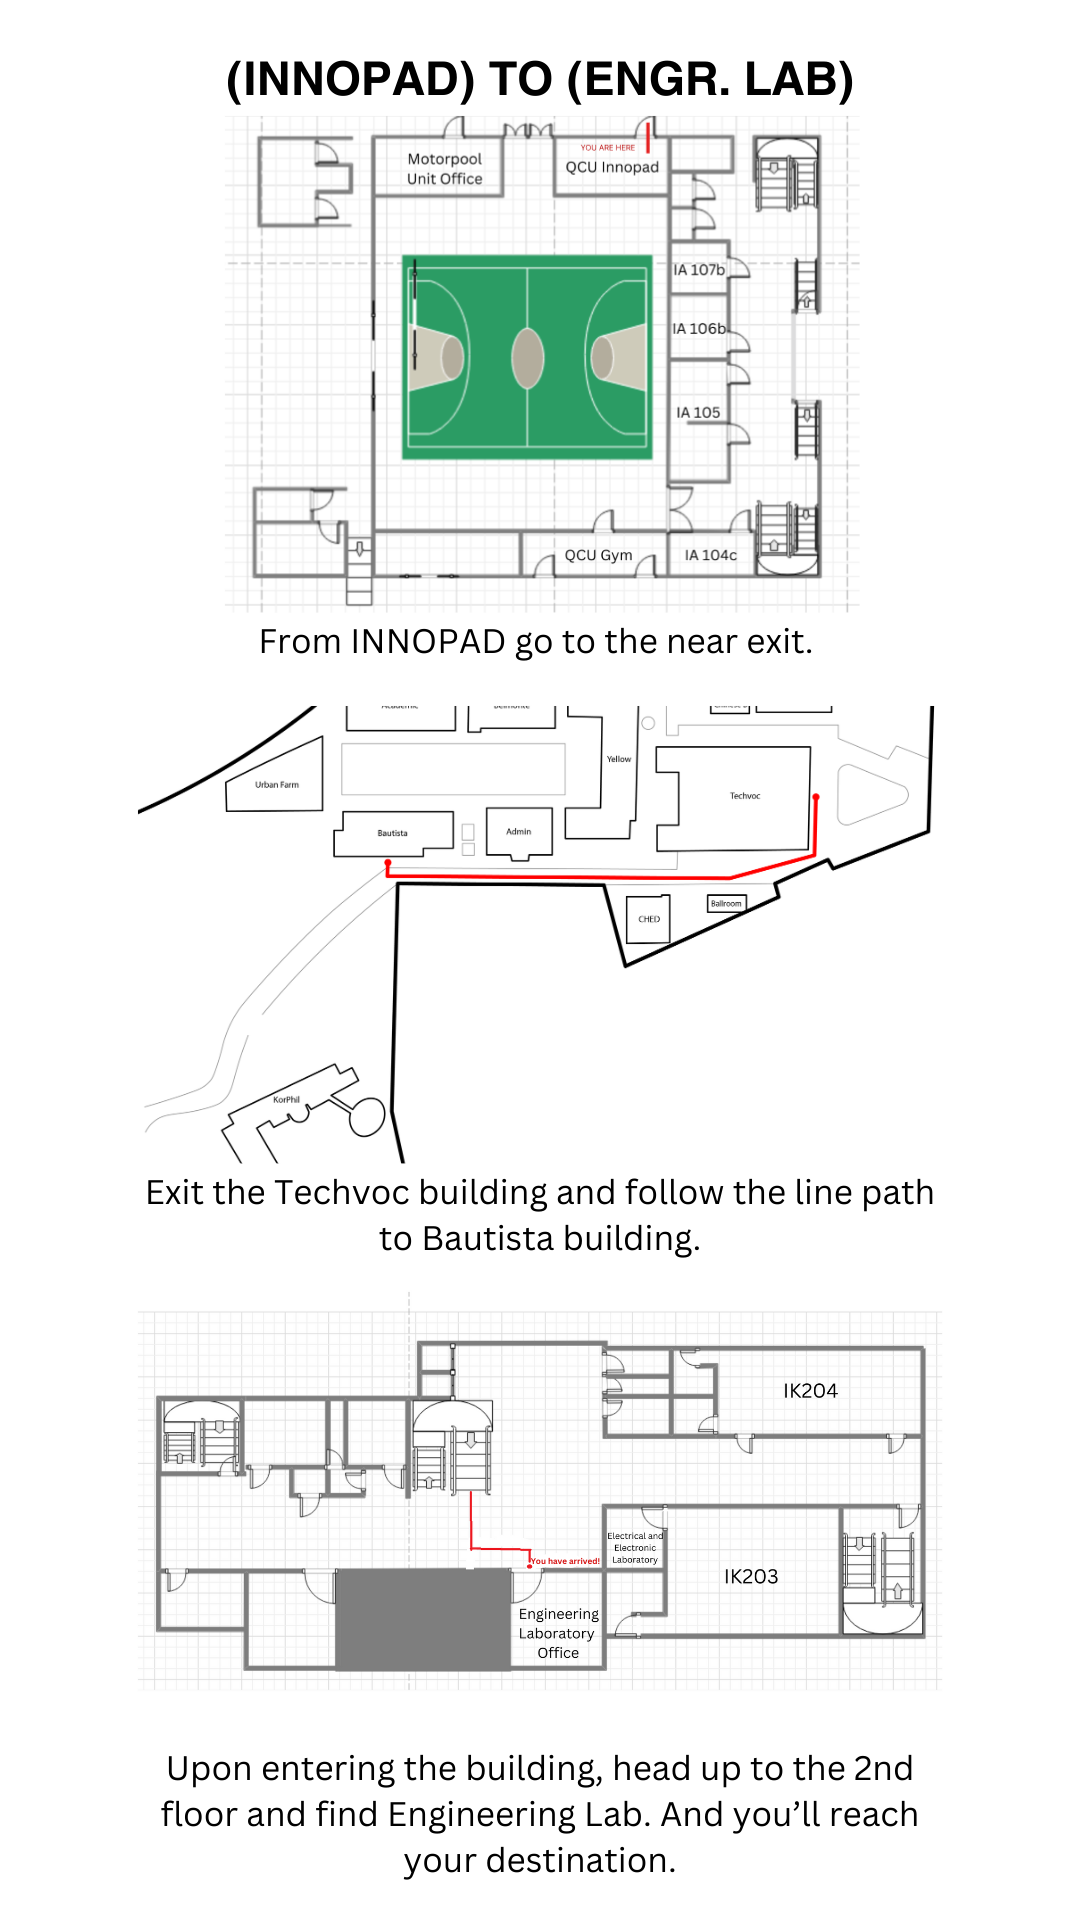 (INNOPAD) TO (ENGR. LAB)
Motorpool
Unit Office
YOU ARE HERE
QCU Innopad
IA 107b
IA 106b
IA 105
QCU Gym
IA 104c
From INNOPAD go to the near exit.
Academic
Belmonte
Yellow
Urban Farm
Techvoc
Bautista
Admin
CHED
Ballroom
KorPhil
Exit the Techvoc building and follow the line path
to Bautista building.
IK204
Electrical and
Electronic
Laboratory
You have arrived!
IK203
Engineering
Laboratory
Office
Upon entering the building, head up to the 2nd
floor and find Engineering Lab. And you’ll reach
your destination.